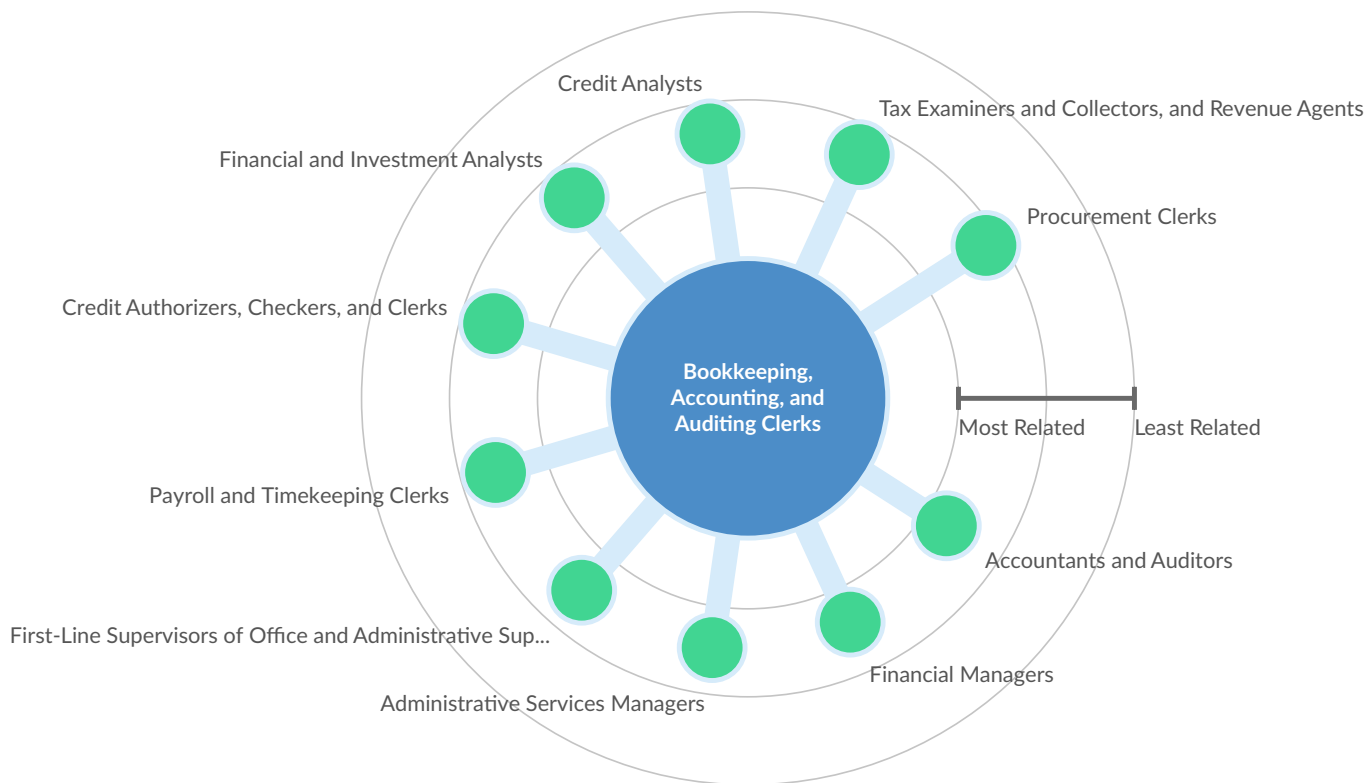 Credit Analysts
Tax Examiners and Collectors, and Revenue Agents
Financial and Investment Analysts
Procurement Clerks
Credit Authorizers, Checkers, and Clerks
Bookkeeping,
Accounting, and
Auditing Clerks
Most Related
Least Related
Payroll and Timekeeping Clerks
Accountants and Auditors
First-Line Supervisors of Office and Administrative Sup...
Financial Managers
Administrative Services Managers